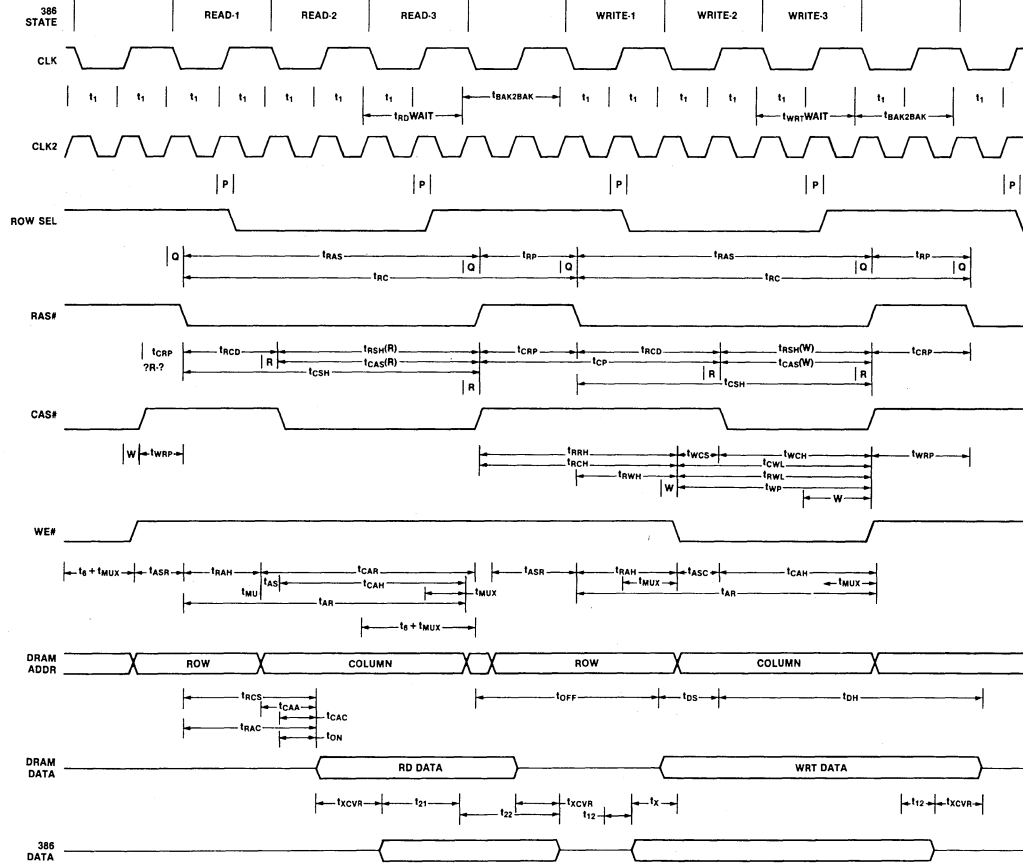 386 STATE READ-1 READ-2 READ-3 WRITE-1 WRITE-2 WRITE-3
CLK
t1 t1 t1 t1 t1 t1 t1 tBAK2BAK t1 t1 t1 t1 t1 t1 t1
tRDWAIT tWRTWAIT tBAK2BAK
CLK2
P P P P P
ROW SEL
tRAS tRP tRAS tRP
Q Q Q Q Q
tRC tRC
RAS#
tCRP tRCD tRSH(R) tCRP tRCD tRSH(W) tCRP
?R-? R tCAS(R) tCP R tCAS(W) R
tCSH tCSH
R
CAS#
W tWRP tRRH tWCS tWCH tWRP
tRCH tCWL
tRWH tRWL
W tWP
W
WE#
t6 + tMUX tASR tRAH tCAR tASR tRAH tASC tCAH
tAS tCAH tMUX tMUX
tMU tMUX
tAR tAR
t6 + tMUX
DRAM ADDR ROW COLUMN ROW COLUMN
tRCS tOFF tDS tDH
tCAA
tCAC
tRAC
tON
DRAM DATA RD DATA WRT DATA
tXCVR t21 tXCVR tX t12 tXCVR
t22 t12
386 DATA